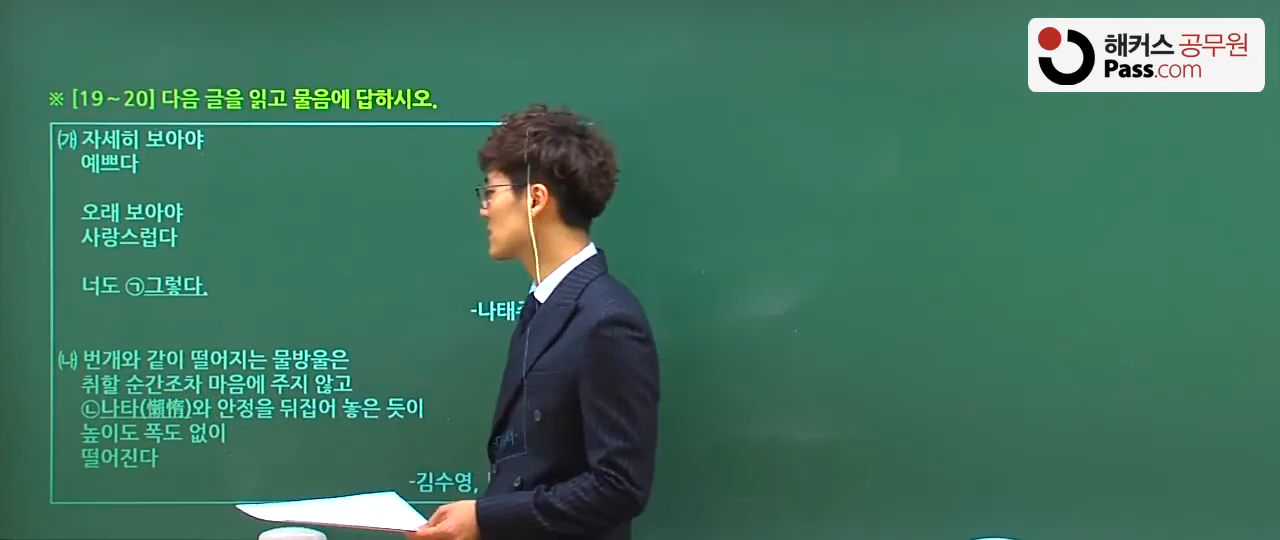 해커스 공무원
Pass.com
※ [19~20] 다음 글을 읽고 물음에 답하시오.
㈎ 자세히 보아야
예쁘다
오래 보아야
사랑스럽다
너도 ㉠그렇다.
-나태주
㈏ 번개와 같이 떨어지는 물방울은
취할 순간조차 마음에 주지 않고
㉡나타(懶惰)와 안정을 뒤집어 놓은 듯이
높이도 폭도 없이
떨어진다
-김수영,